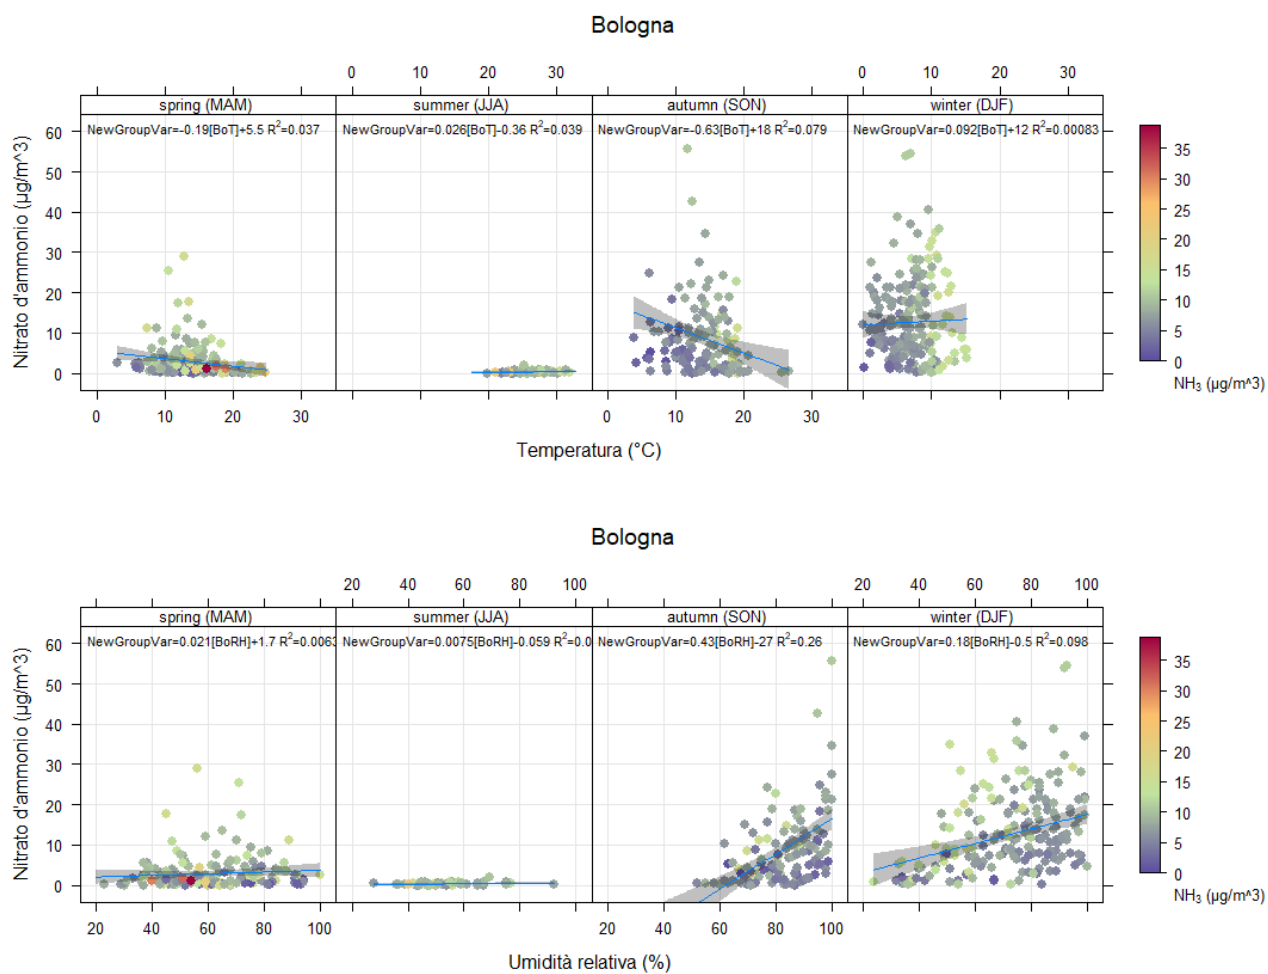 Bologna
0 10 20 30 0 10 20 30
spring (MAM) summer (JJA) autumn (SON) winter (DJF)
NewGroupVar=-0.19[BoT]+5.5 R²=0.037 NewGroupVar=0.026[BoT]-0.36 R²=0.039 NewGroupVar=-0.63[BoT]+18 R²=0.079 NewGroupVar=0.092[BoT]+12 R²=0.00083
Nitrato d'ammonio (µg/m^3)
60
50
40
30
20
10
0
35
30
25
20
15
10
5
0
NH₃ (µg/m^3)
0 10 20 30 0 10 20 30
Temperatura (°C)
Bologna
20 40 60 80 100 20 40 60 80 100
spring (MAM) summer (JJA) autumn (SON) winter (DJF)
NewGroupVar=0.021[BoRH]+1.7 R²=0.0063 NewGroupVar=0.0075[BoRH]-0.059 R²=0.0 NewGroupVar=0.43[BoRH]-27 R²=0.26 NewGroupVar=0.18[BoRH]-0.5 R²=0.098
Nitrato d'ammonio (µg/m^3)
60
50
40
30
20
10
0
35
30
25
20
15
10
5
0
NH₃ (µg/m^3)
20 40 60 80 100 20 40 60 80 100
Umidità relativa (%)